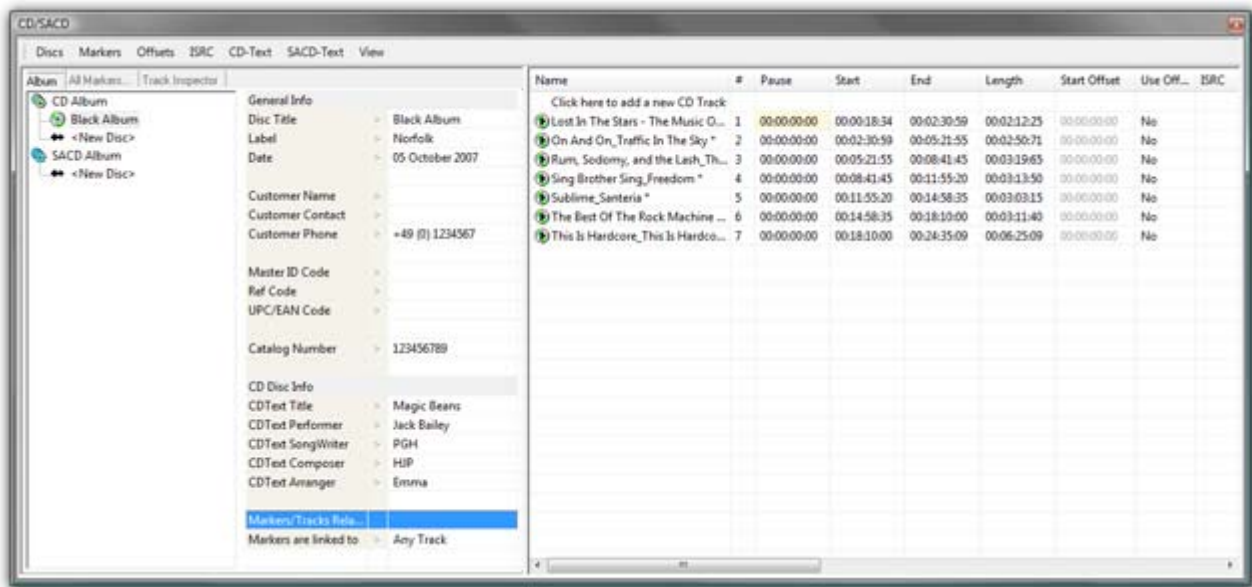 CD/SACD
Discs Markers Offsets ISRC CD-Text SACD-Text View
Album All Markers... Track Inspector
CD Album
Black Album
<New Disc>
SACD Album
<New Disc>
General Info
Disc Title Black Album
Label Norfolk
Date 05 October 2007
Customer Name
Customer Contact
Customer Phone +49 (0) 1234567
Master ID Code
Ref Code
UPC/EAN Code
Catalog Number 123456789
CD Disc Info
CDText Title Magic Beans
CDText Performer Jack Bailey
CDText SongWriter PGH
CDText Composer HJP
CDText Arranger Emma
Markers/Tracks Rela...
Markers are linked to Any Track
Name # Pause Start End Length Start Offset Use Off... ISRC
Click here to add a new CD Track
Lost In The Stars - The Music O... 1 00:00:00:00 00:00:18:34 00:02:30:59 00:02:12:25 00:00:00:00 No
On And On_Traffic In The Sky * 2 00:00:00:00 00:02:30:59 00:05:21:55 00:02:50:71 00:00:00:00 No
Rum, Sodomy, and the Lash_Th... 3 00:00:00:00 00:05:21:55 00:08:41:45 00:03:19:65 00:00:00:00 No
Sing Brother Sing_Freedom * 4 00:00:00:00 00:08:41:45 00:11:55:20 00:03:13:50 00:00:00:00 No
Sublime_Santeria * 5 00:00:00:00 00:11:55:20 00:14:58:35 00:03:03:15 00:00:00:00 No
The Best Of The Rock Machine ... 6 00:00:00:00 00:14:58:35 00:18:10:00 00:03:11:40 00:00:00:00 No
This Is Hardcore_This Is Hardco... 7 00:00:00:00 00:18:10:00 00:24:35:09 00:06:25:09 00:00:00:00 No